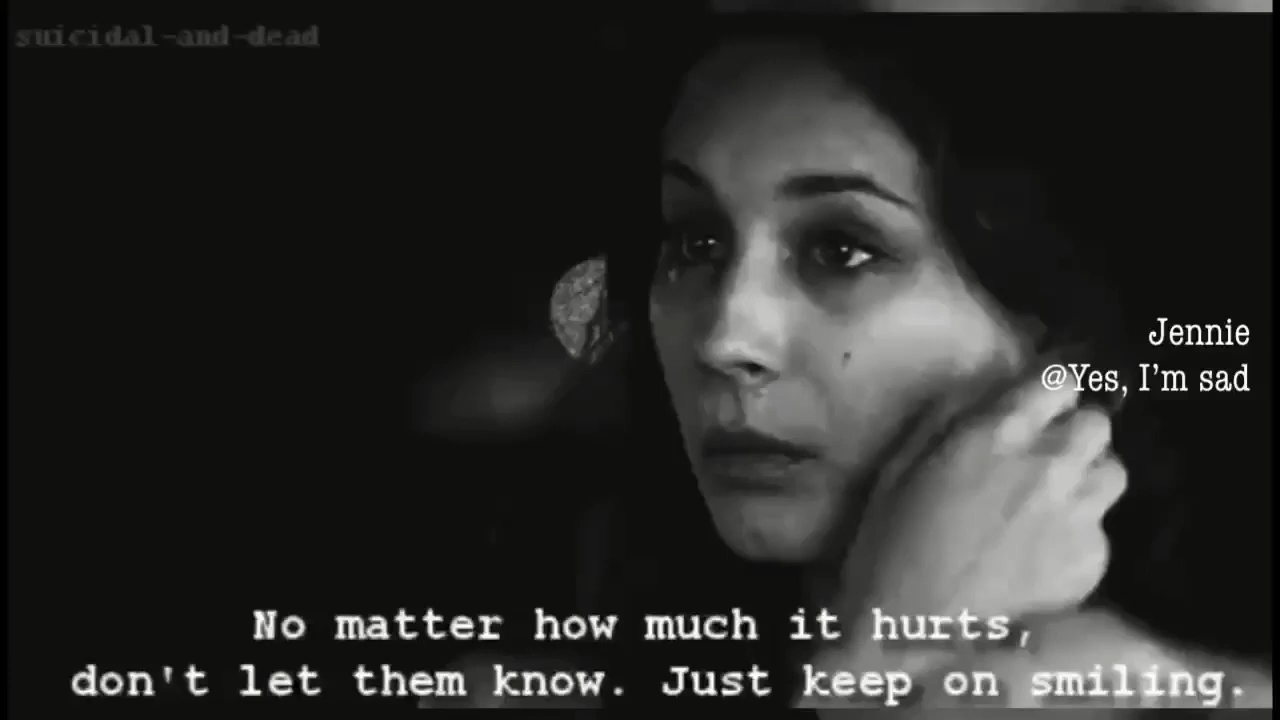 suicidal-and-dead
Jennie
@Yes, I'm sad
No matter how much it hurts,
don't let them know. Just keep on smiling.